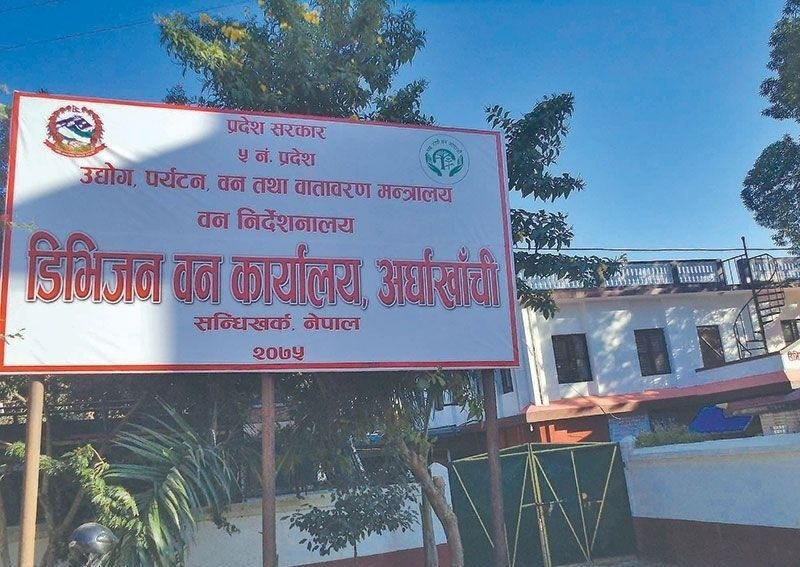 प्रदेश सरकार
५ नं. प्रदेश
उद्योग, पर्यटन, वन तथा वातावरण मन्त्रालय
वन निर्देशनालय
डिभिजन वन कार्यालय, अर्घाखाँची
सन्धिखर्क, नेपाल
२०७५